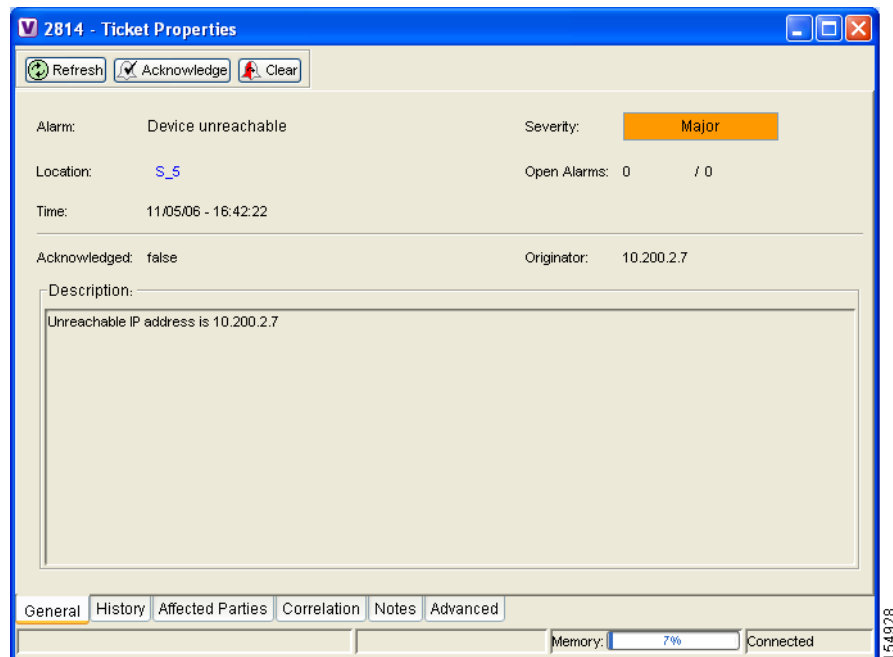 2814 - Ticket Properties
Refresh Acknowledge Clear
Alarm: Device unreachable Severity: Major
Location: S_5 Open Alarms: 0 / 0
Time: 11/05/06 - 16:42:22
Acknowledged: false Originator: 10.200.2.7
Description:
Unreachable IP address is 10.200.2.7
General History Affected Parties Correlation Notes Advanced
Memory: 7% Connected
154928